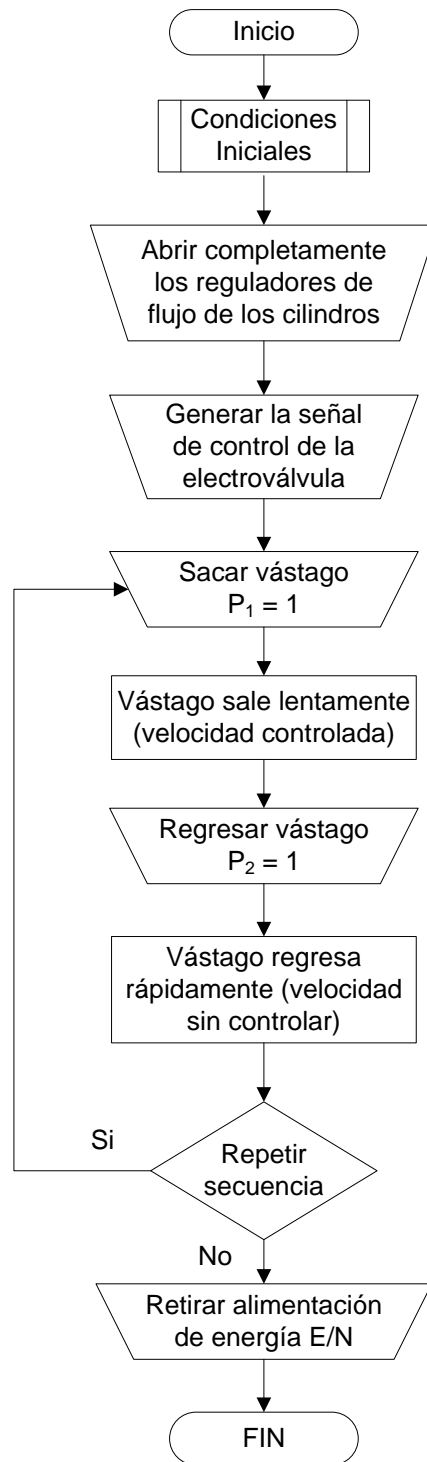 Inicio
Condiciones
Iniciales
Abrir completamente
los reguladores de
flujo de los cilindros
Generar la señal
de control de la
electroválvula
Sacar vástago
P₁ = 1
Vástago sale lentamente
(velocidad controlada)
Regresar vástago
P₂ = 1
Vástago regresa
rápidamente (velocidad
sin controlar)
Si
Repetir
secuencia
No
Retirar alimentación
de energía E/N
FIN